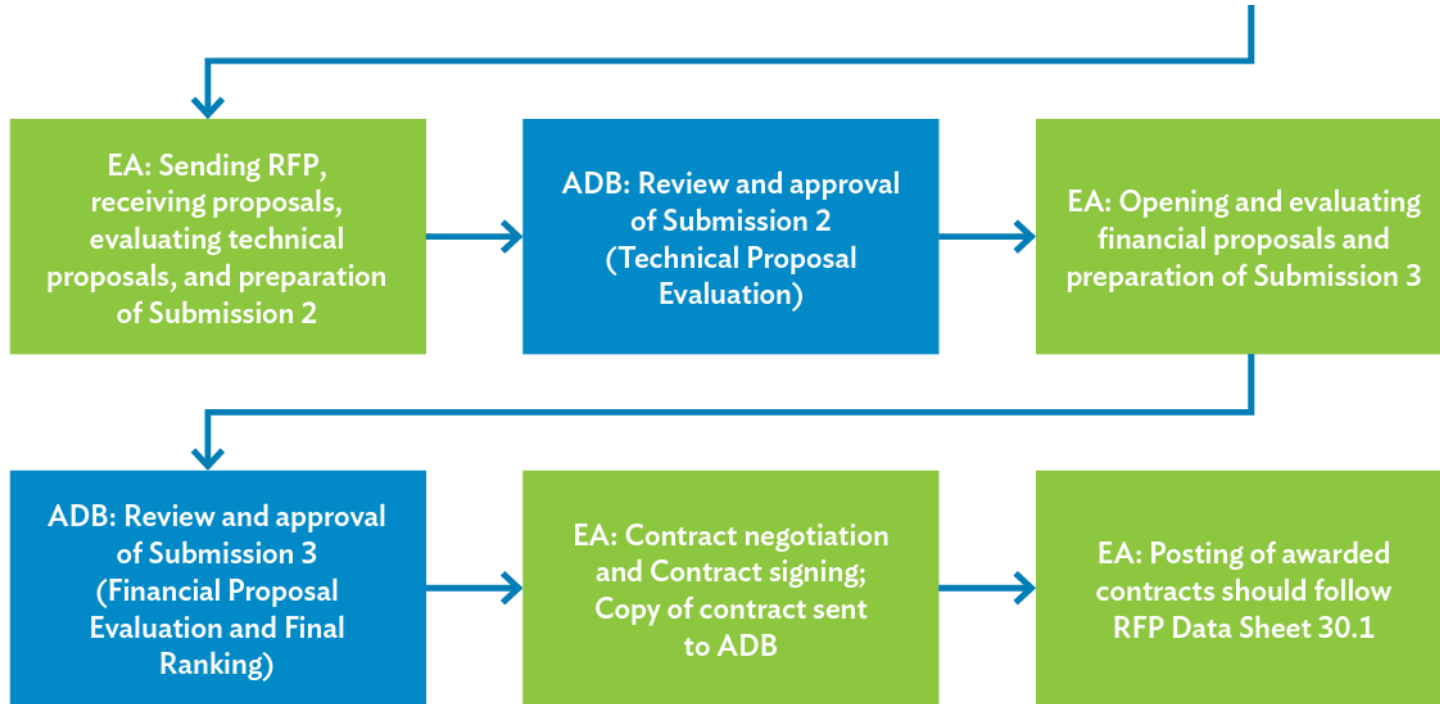 EA: Sending RFP,
receiving proposals,
evaluating technical
proposals, and preparation
of Submission 2
ADB: Review and approval
of Submission 2
(Technical Proposal
Evaluation)
EA: Opening and evaluating
financial proposals and
preparation of Submission 3
ADB: Review and approval
of Submission 3
(Financial Proposal
Evaluation and Final
Ranking)
EA: Contract negotiation
and Contract signing;
Copy of contract sent
to ADB
EA: Posting of awarded
contracts should follow
RFP Data Sheet 30.1